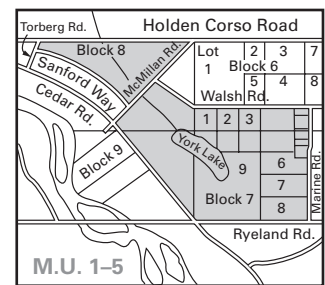 Torberg Rd.
Holden Corso Road
Block 8
McMillan Rd.
Lot
1
2
3
7
Block 6
5
4
8
Walsh Rd.
Sanford Way
Cedar Rd.
1
2
3
York Lake
Block 9
9
6
7
8
Block 7
Marine Rd.
Ryeland Rd.
M.U. 1–5